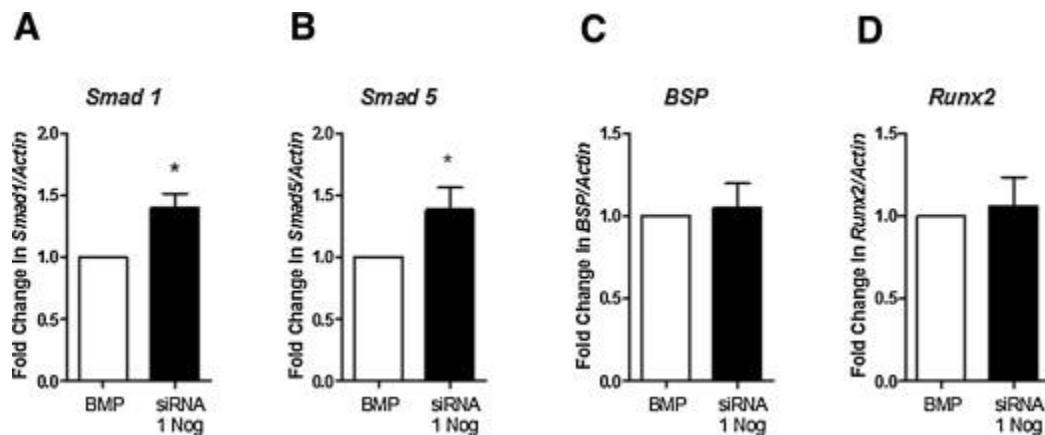 A
B
C
D
Smad 1
Smad 5
BSP
Runx2
Fold Change In Smad1/Actin
2.0
1.5
1.0
0.5
0.0
*
BMP
siRNA
1 Nog
Fold Change In Smad5/Actin
2.0
1.5
1.0
0.5
0.0
*
BMP
siRNA
1 Nog
Fold Change In BSP/Actin
1.5
1.0
0.5
0.0
BMP
siRNA
1 Nog
Fold Change In Runx2/Actin
1.5
1.0
0.5
0.0
BMP
siRNA
1 Nog